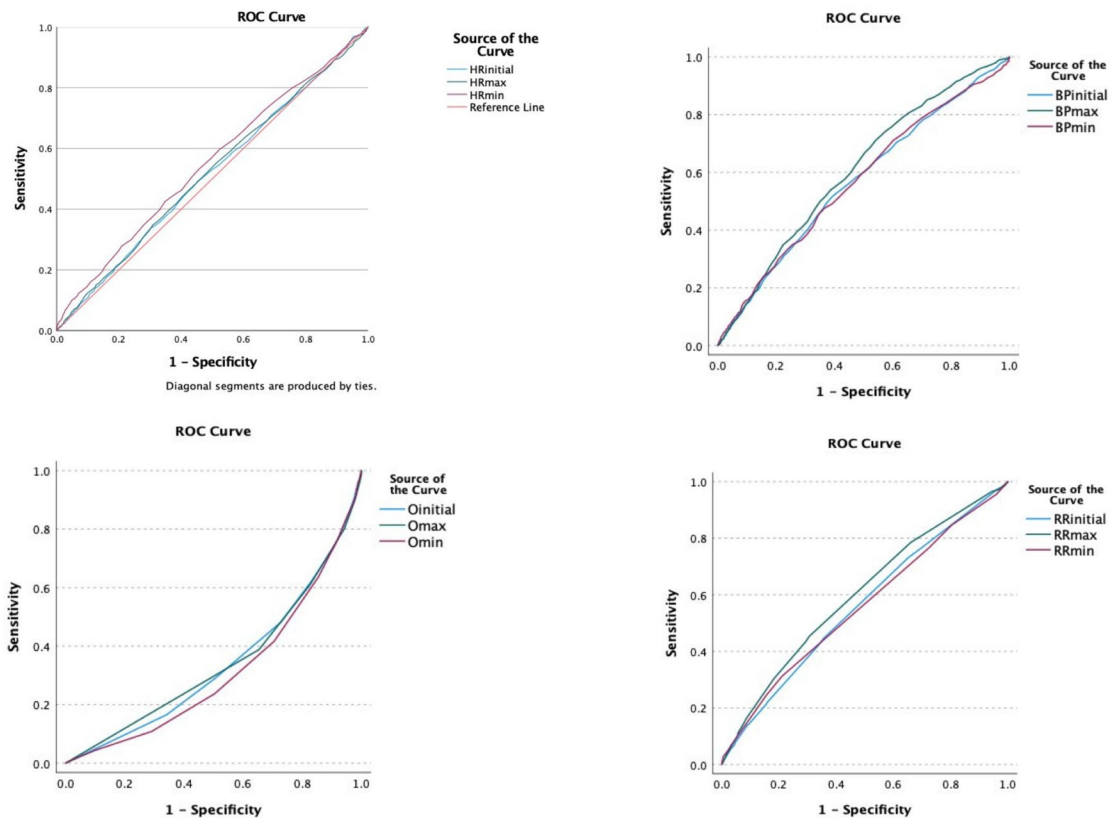 ROC Curve
1.0
0.8
0.6
0.4
0.2
0.0
Sensitivity
0.0 0.2 0.4 0.6 0.8 1.0
1 – Specificity
Diagonal segments are produced by ties.
Source of the
Curve
HRinitial
HRmax
HRmin
Reference Line
ROC Curve
1.0
0.8
0.6
0.4
0.2
0.0
Sensitivity
0.0 0.2 0.4 0.6 0.8 1.0
1 – Specificity
Source of the
Curve
BPinitial
BPmax
BPmin
ROC Curve
1.0
0.8
0.6
0.4
0.2
0.0
Sensitivity
0.0 0.2 0.4 0.6 0.8 1.0
1 – Specificity
Source of
the Curve
Oinitial
Omax
Omin
ROC Curve
1.0
0.8
0.6
0.4
0.2
0.0
Sensitivity
0.0 0.2 0.4 0.6 0.8 1.0
1 – Specificity
Source of the
Curve
RRinitial
RRmax
RRmin